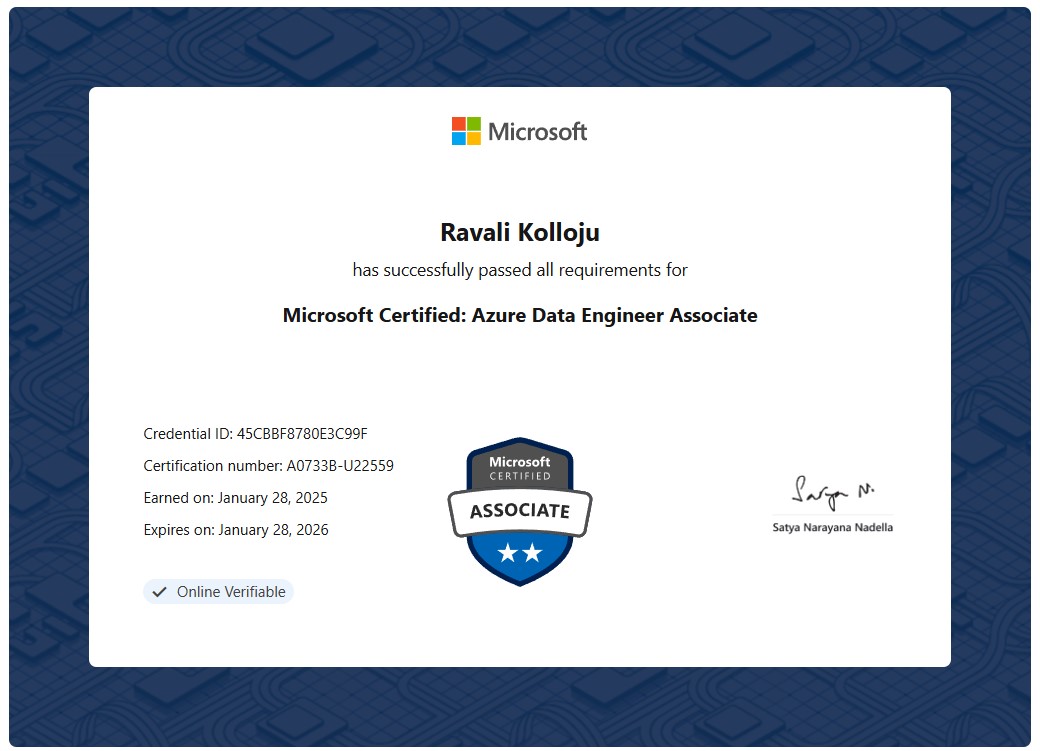 Microsoft
Ravali Kolloju
has successfully passed all requirements for
Microsoft Certified: Azure Data Engineer Associate
Credential ID: 45CBBF8780E3C99F
Certification number: A0733B-U22559
Earned on: January 28, 2025
Expires on: January 28, 2026
Online Verifiable
Microsoft
CERTIFIED
ASSOCIATE
Satya N.
Satya Narayana Nadella